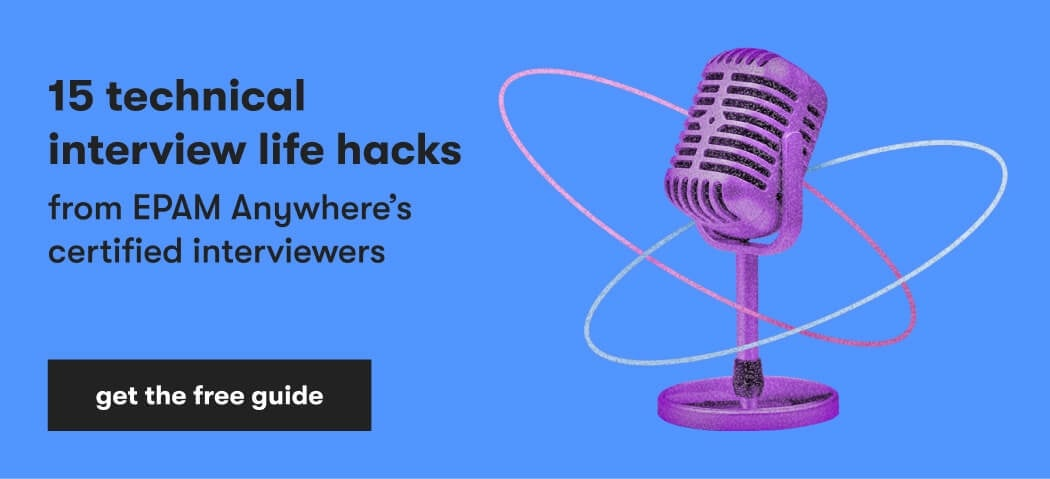 15 technical
interview life hacks
from EPAM Anywhere’s
certified interviewers
get the free guide